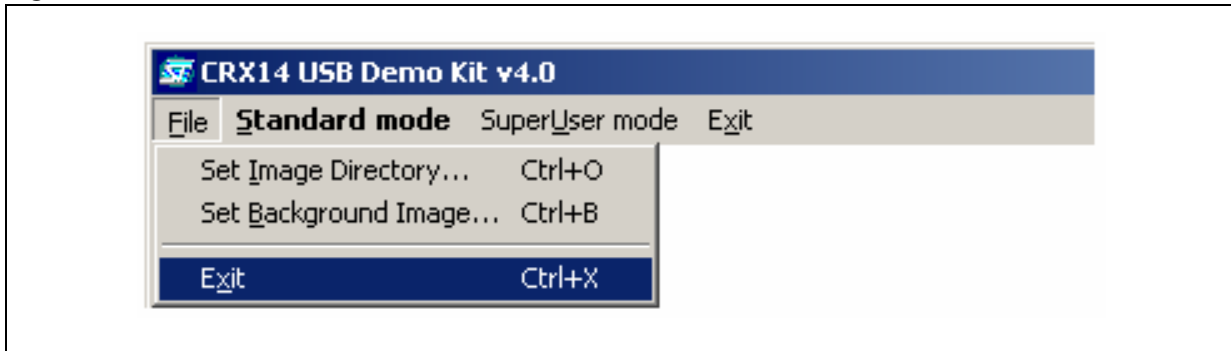 CRX14 USB Demo Kit v4.0
File Standard mode SuperUser mode Exit
Set Image Directory... Ctrl+O
Set Background Image... Ctrl+B
Exit Ctrl+X